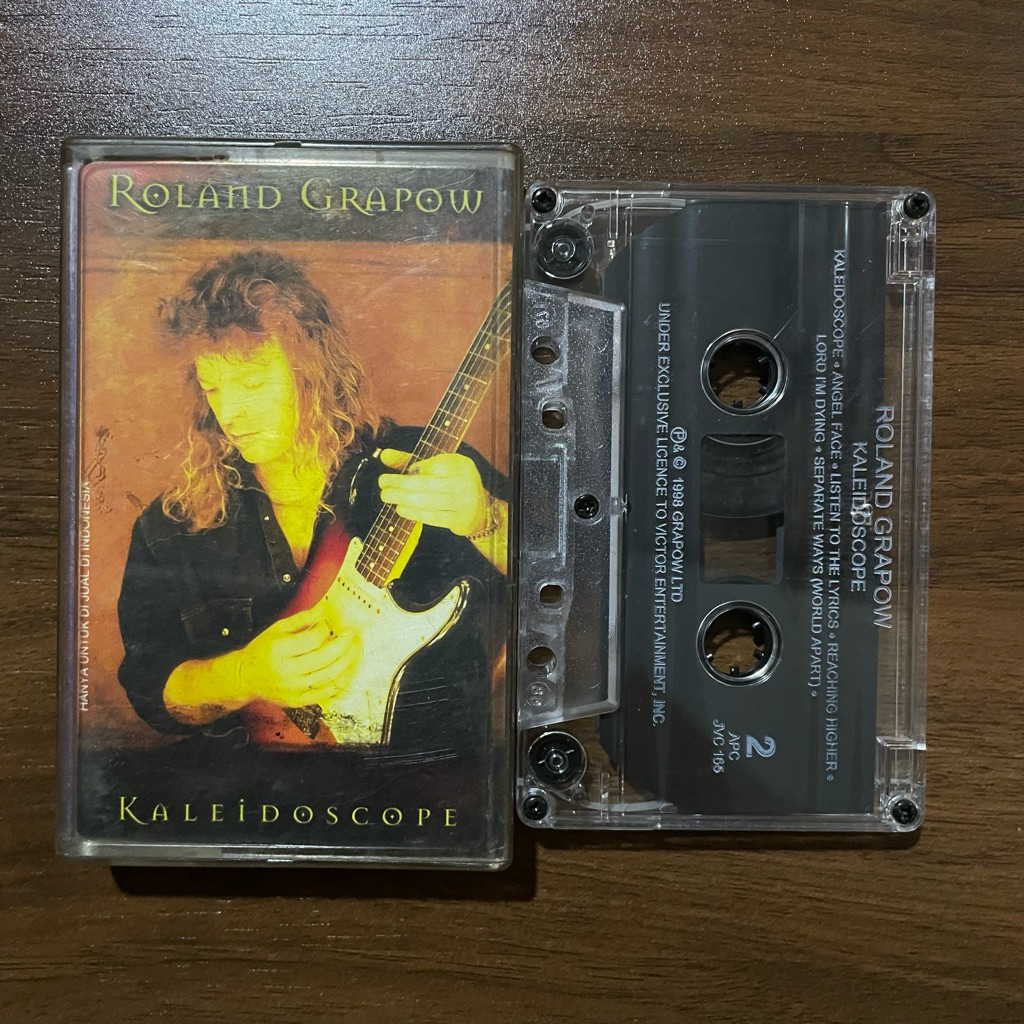 ROLAND GRAPOW
HANYA UNTUK DI JUAL DI INDONESIA
KALEiDOSCOPE
ROLAND GRAPOW
KALEIDOSCOPE
KALEIDOSCOPE • ANGEL FACE • LISTEN TO THE LYRICS • REACHING HIGHER •
LORD I'M DYING • SEPARATE WAYS (WORLD APART) •
2
APC
JVC 165
℗& © 1998 GRAPOW LTD
UNDER EXCLUSIVE LICENCE TO VICTOR ENTERTAINMENT, INC.